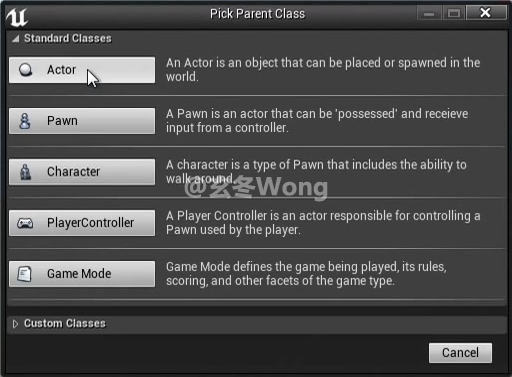 Pick Parent Class
Standard Classes
Actor
An Actor is an object that can be placed or spawned in the
world.
Pawn
A Pawn is an actor that can be 'possessed' and receieve
input from a controller.
Character
A character is a type of Pawn that includes the ability to
walk around.
@玄冬Wong
PlayerController
A Player Controller is an actor responsible for controlling a
Pawn used by the player.
Game Mode
Game Mode defines the game being played, its rules,
scoring, and other facets of the game type.
Custom Classes
Cancel